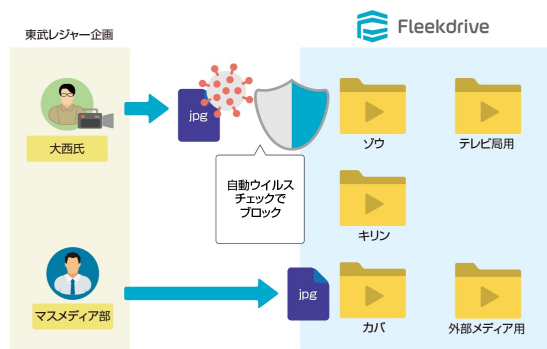 東武レジャー企画
Fleekdrive
大西氏
jpg
自動ウイルス
チェックで
ブロック
ゾウ
テレビ局用
キリン
マスメディア部
jpg
カバ
外部メディア用